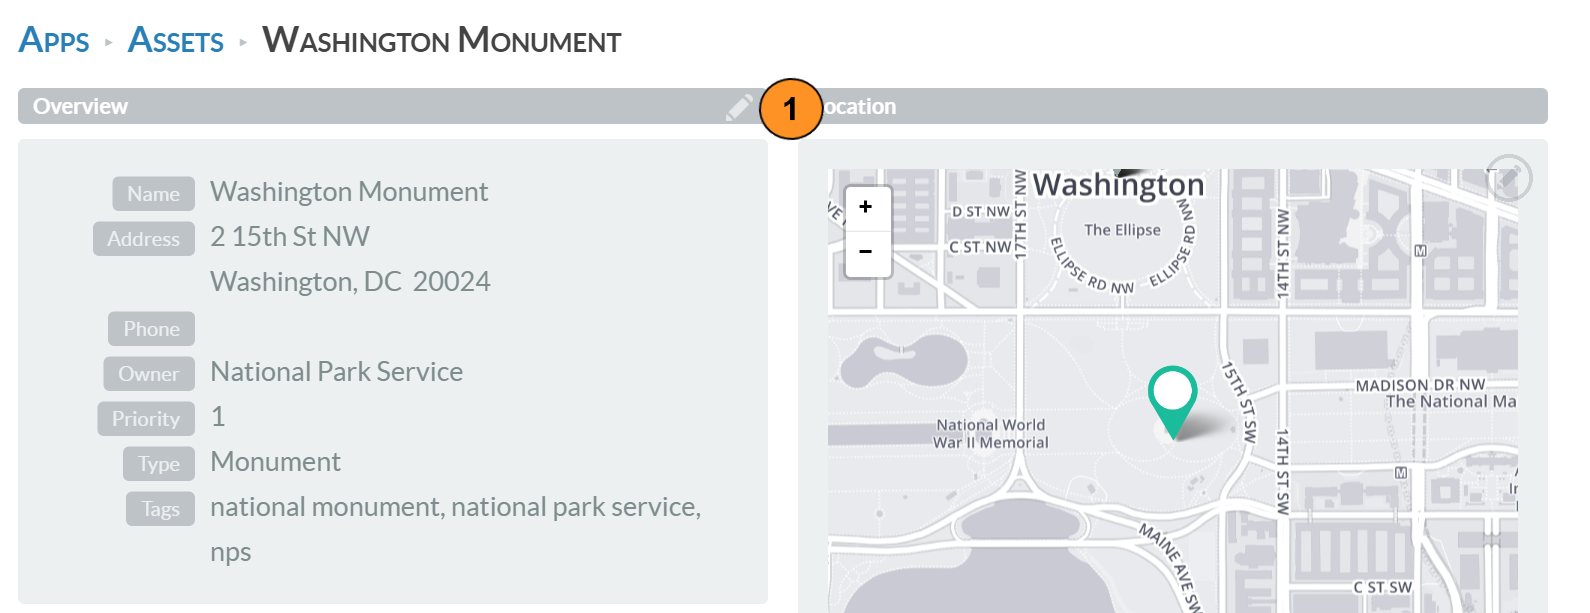 Apps ▸ Assets ▸ Washington Monument
Overview
1
ocation
Name Washington Monument
Address 2 15th St NW
Washington, DC 20024
Phone
Owner National Park Service
Priority 1
Type Monument
Tags national monument, national park service,
nps
+
−
Washington
The Ellipse
D ST NW
C ST NW
17TH ST NW
ELLIPSE RD NW
ELLIPSE RD NW
14TH ST NW
M
15TH ST SW
MADISON DR NW
The National Ma
National World
War II Memorial
14TH ST SW
M
MAINE AVE SW
C ST SW